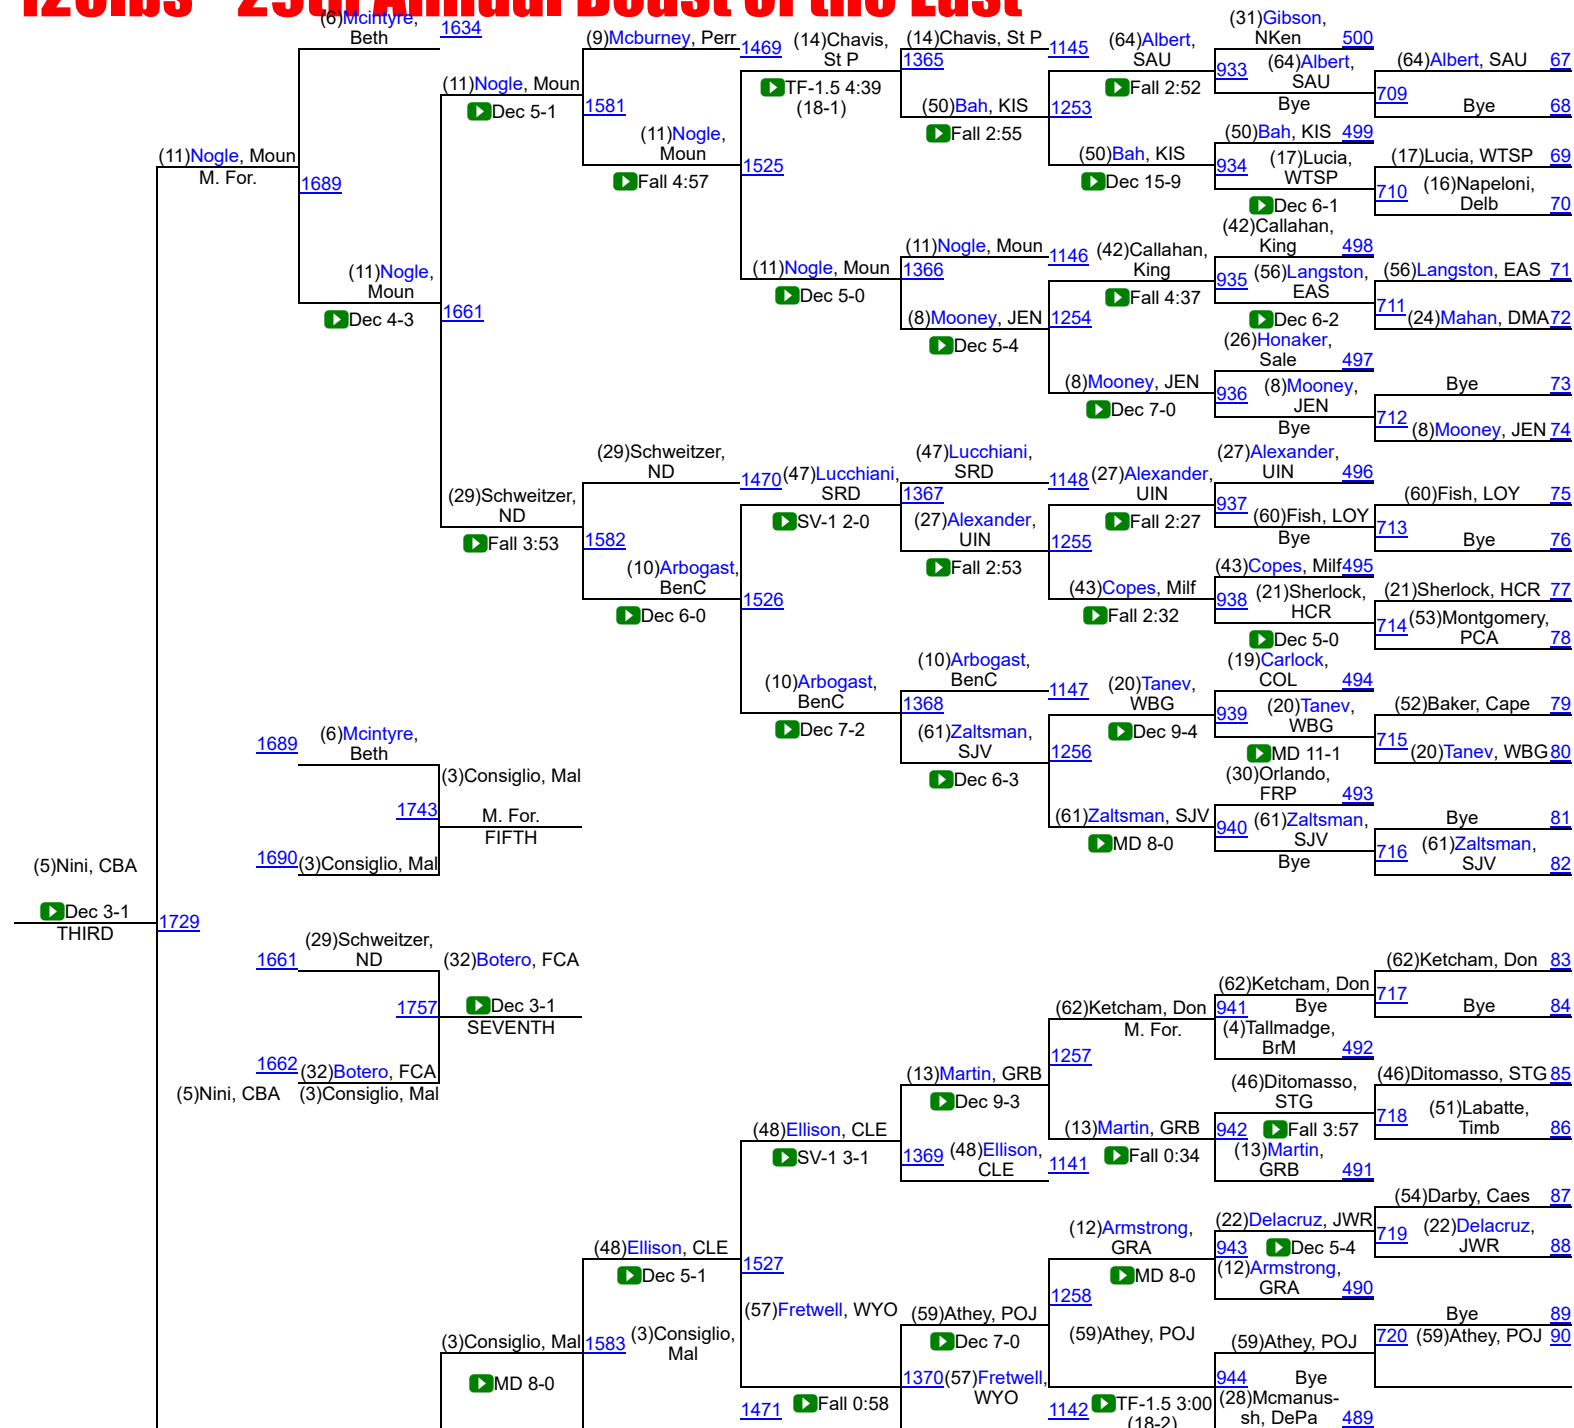 120lbs - 29th Annual Beast of the East
(6)Mcintyre,
Beth
1634
(9)Mcburney, Perr
1469
(14)Chavis,
St P
(14)Chavis, St P
1145
(64)Albert,
SAU
(31)Gibson,
NKen
500
(64)Albert, SAU
67
1365
TF-1.5 4:39
(18-1)
Fall 2:52
933
(64)Albert,
SAU
Bye
709
Bye
68
(11)Nogle, Moun
Dec 5-1
1581
(50)Bah, KIS
Fall 2:55
1253
(50)Bah, KIS
499
(11)Nogle,
Moun
Fall 4:57
1525
(50)Bah, KIS
Dec 15-9
934
(17)Lucia,
WTSP
Dec 6-1
(17)Lucia, WTSP
69
710
(16)Napeloni,
Delb
70
(11)Nogle, Moun
M. For.
1689
(11)Nogle, Moun
1146
(42)Callahan,
King
(42)Callahan,
King
498
(11)Nogle, Moun
Dec 5-0
1366
Fall 4:37
935
(56)Langston,
EAS
Dec 6-2
(56)Langston, EAS
71
711
(24)Mahan, DMA
72
(11)Nogle,
Moun
Dec 4-3
1661
(8)Mooney, JEN
Dec 5-4
1254
(26)Honaker,
Sale
497
(8)Mooney, JEN
Dec 7-0
936
(8)Mooney,
JEN
Bye
Bye
73
712
(8)Mooney, JEN
74
(29)Schweitzer,
ND
1470
(47)Lucchiani,
SRD
(47)Lucchiani,
SRD
1148
(27)Alexander,
UIN
(27)Alexander,
UIN
496
(29)Schweitzer,
ND
Fall 3:53
1582
SV-1 2-0
1367
(27)Alexander,
UIN
Fall 2:53
1255
Fall 2:27
937
(60)Fish, LOY
Bye
(60)Fish, LOY
75
713
Bye
76
(10)Arbogast,
BenC
Dec 6-0
1526
(43)Copes, Milf
Fall 2:32
(43)Copes, Milf
495
938
(21)Sherlock,
HCR
Dec 5-0
(21)Sherlock, HCR
77
714
(53)Montgomery,
PCA
78
(10)Arbogast,
BenC
Dec 7-2
(10)Arbogast,
BenC
1147
1368
(20)Tanev,
WBG
Dec 9-4
(19)Carlock,
COL
494
939
(20)Tanev,
WBG
MD 11-1
(52)Baker, Cape
79
715
(20)Tanev, WBG
80
(61)Zaltsman,
SJV
Dec 6-3
1256
(61)Zaltsman, SJV
MD 8-0
(30)Orlando,
FRP
493
940
(61)Zaltsman,
SJV
Bye
Bye
81
716
(61)Zaltsman,
SJV
82
1689
(6)Mcintyre,
Beth
(3)Consiglio, Mal
1743
M. For.
FIFTH
1690
(3)Consiglio, Mal
(5)Nini, CBA
Dec 3-1
THIRD
1729
1661
(29)Schweitzer,
ND
(32)Botero, FCA
1757
Dec 3-1
SEVENTH
1662
(32)Botero, FCA
(5)Nini, CBA
(3)Consiglio, Mal
(62)Ketcham, Don
83
(62)Ketcham, Don
M. For.
(62)Ketcham, Don
941
Bye
717
Bye
84
(4)Tallmadge,
BrM
492
1257
(13)Martin, GRB
Dec 9-3
(46)Ditomasso,
STG
(46)Ditomasso, STG
85
718
(51)Labatte,
Timb
86
(48)Ellison, CLE
SV-1 3-1
(13)Martin, GRB
Fall 0:34
942
Fall 3:57
(13)Martin,
GRB
491
1369
(48)Ellison,
CLE
1141
(54)Darby, Caes
87
(48)Ellison, CLE
Dec 5-1
1527
(12)Armstrong,
GRA
MD 8-0
(22)Delacruz, JWR
943
Dec 5-4
719
(22)Delacruz,
JWR
88
(12)Armstrong,
GRA
490
1258
(57)Fretwell, WYO
(59)Athey, POJ
Dec 7-0
(59)Athey, POJ
Bye
89
(3)Consiglio, Mal
MD 8-0
1583
(3)Consiglio,
Mal
(59)Athey, POJ
720
(59)Athey, POJ
90
1370
(57)Fretwell,
WYO
944
Bye
1471
Fall 0:58
1142
TF-1.5 3:00
(18-2)
(28)Mcmanus-
sh, DePa
489